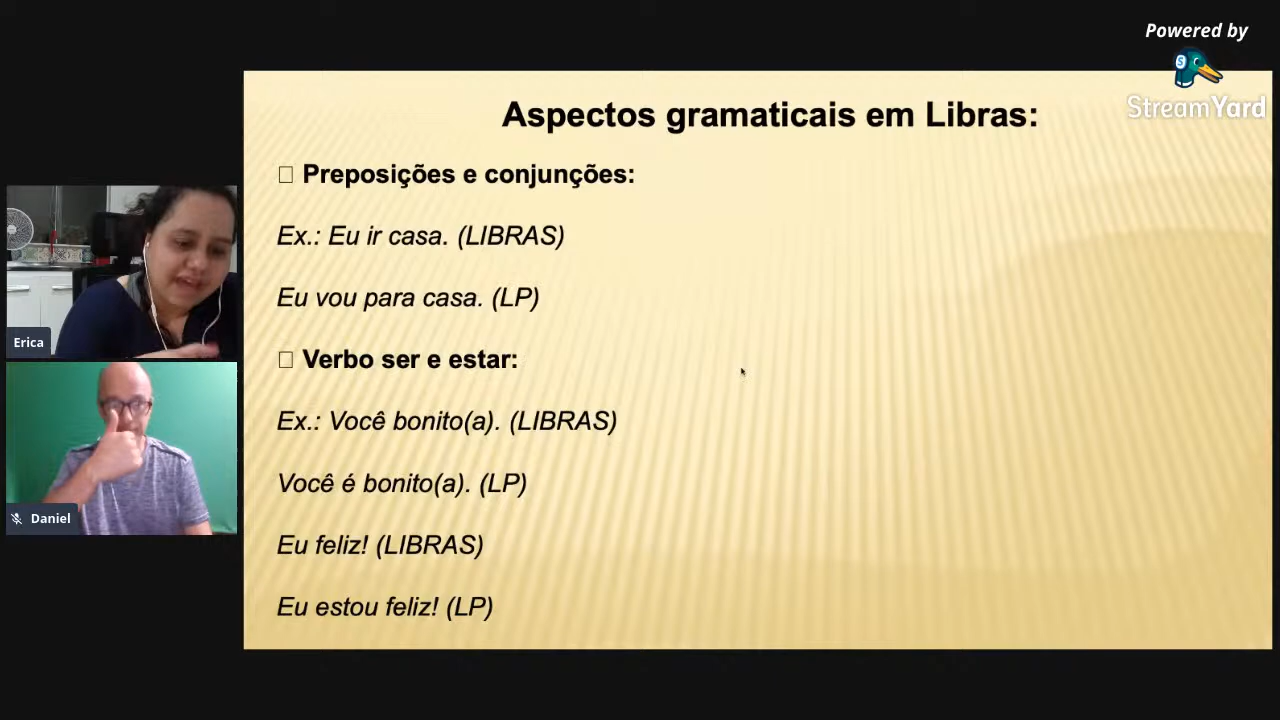 Powered by
StreamYard
Aspectos gramaticais em Libras:
Preposições e conjunções:
Ex.: Eu ir casa. (LIBRAS)
Eu vou para casa. (LP)
Verbo ser e estar:
Ex.: Você bonito(a). (LIBRAS)
Você é bonito(a). (LP)
Eu feliz! (LIBRAS)
Eu estou feliz! (LP)
Erica
Daniel